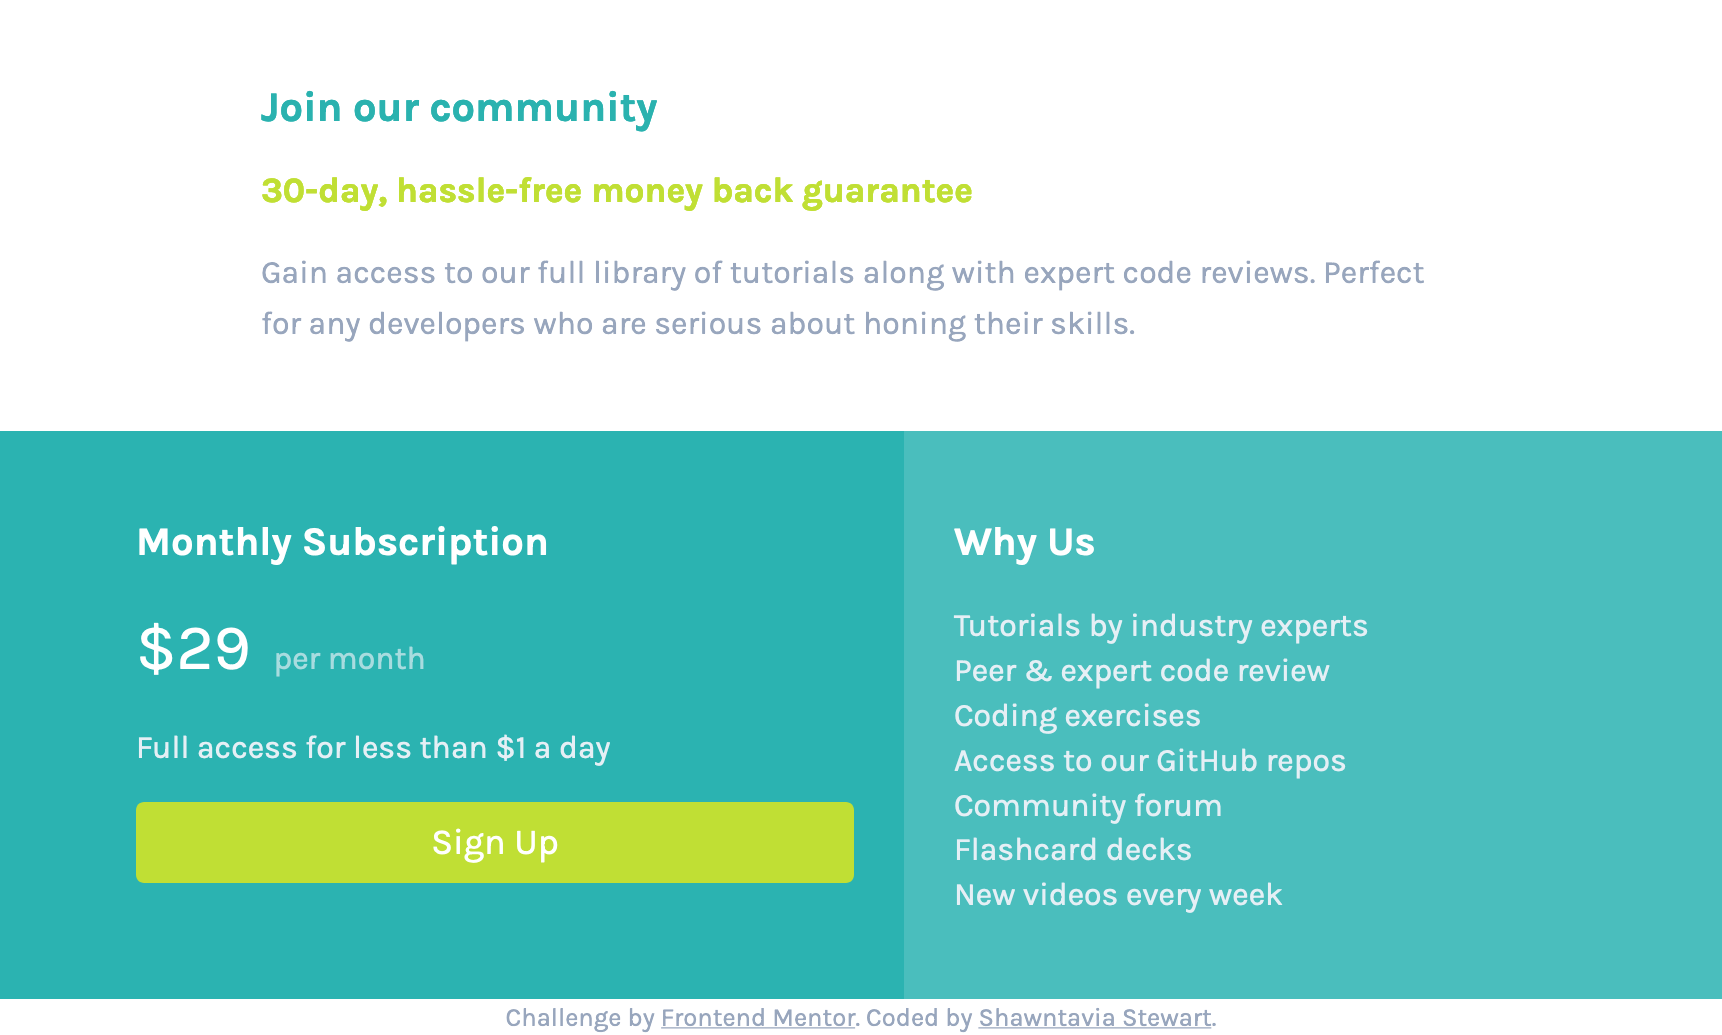 Join our community
30-day, hassle-free money back guarantee
Gain access to our full library of tutorials along with expert code reviews. Perfect
for any developers who are serious about honing their skills.
Monthly Subscription
$29 per month
Full access for less than $1 a day
Sign Up
Why Us
Tutorials by industry experts
Peer & expert code review
Coding exercises
Access to our GitHub repos
Community forum
Flashcard decks
New videos every week
Challenge by Frontend Mentor. Coded by Shawntavia Stewart.